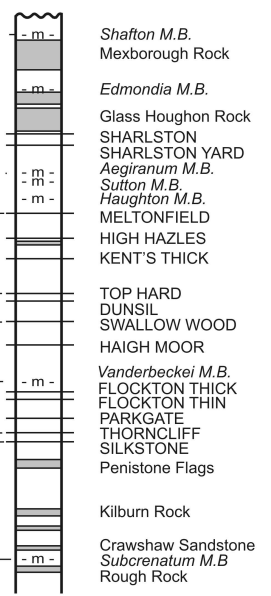 - m - Shafton M.B.
Mexborough Rock
- m - Edmondia M.B.
Glass Houghon Rock
SHARLSTON
SHARLSTON YARD
- m - Aegiranum M.B.
- m - Sutton M.B.
- m - Haughton M.B.
MELTONFIELD
HIGH HAZLES
KENT'S THICK
TOP HARD
DUNSIL
SWALLOW WOOD
HAIGH MOOR
- m - Vanderbeckei M.B.
FLOCKTON THICK
FLOCKTON THIN
PARKGATE
THORNCLIFF
SILKSTONE
Penistone Flags
Kilburn Rock
Crawshaw Sandstone
- m - Subcrenatum M.B
Rough Rock